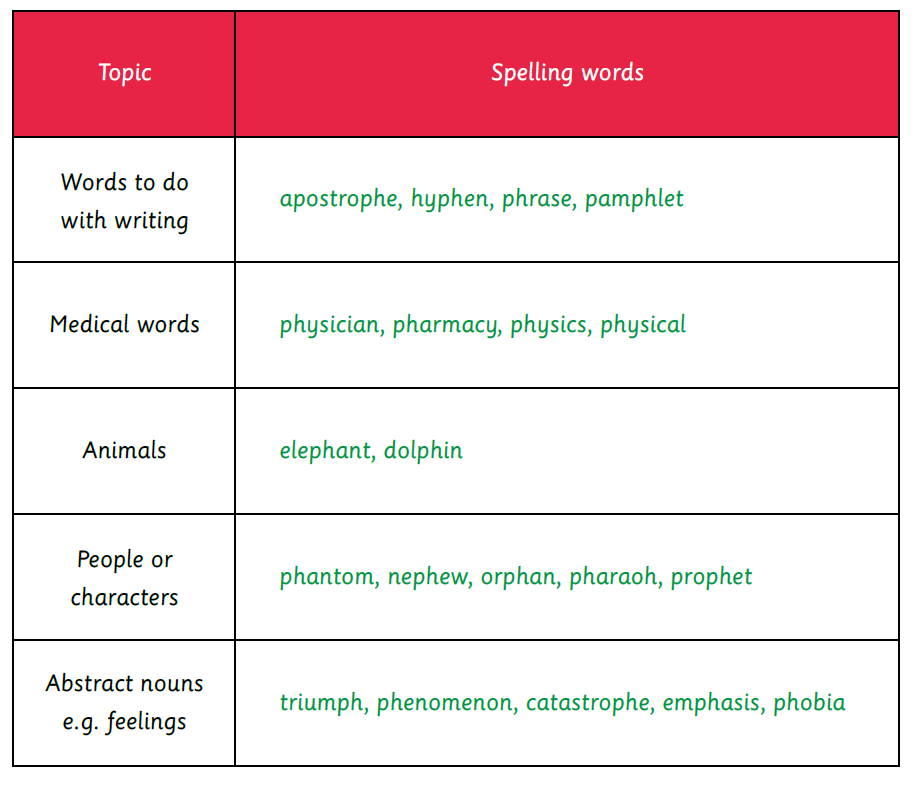 Topic
Spelling words
Words to do
with writing
apostrophe, hyphen, phrase, pamphlet
Medical words
physician, pharmacy, physics, physical
Animals
elephant, dolphin
People or
characters
phantom, nephew, orphan, pharaoh, prophet
Abstract nouns
e.g. feelings
triumph, phenomenon, catastrophe, emphasis, phobia